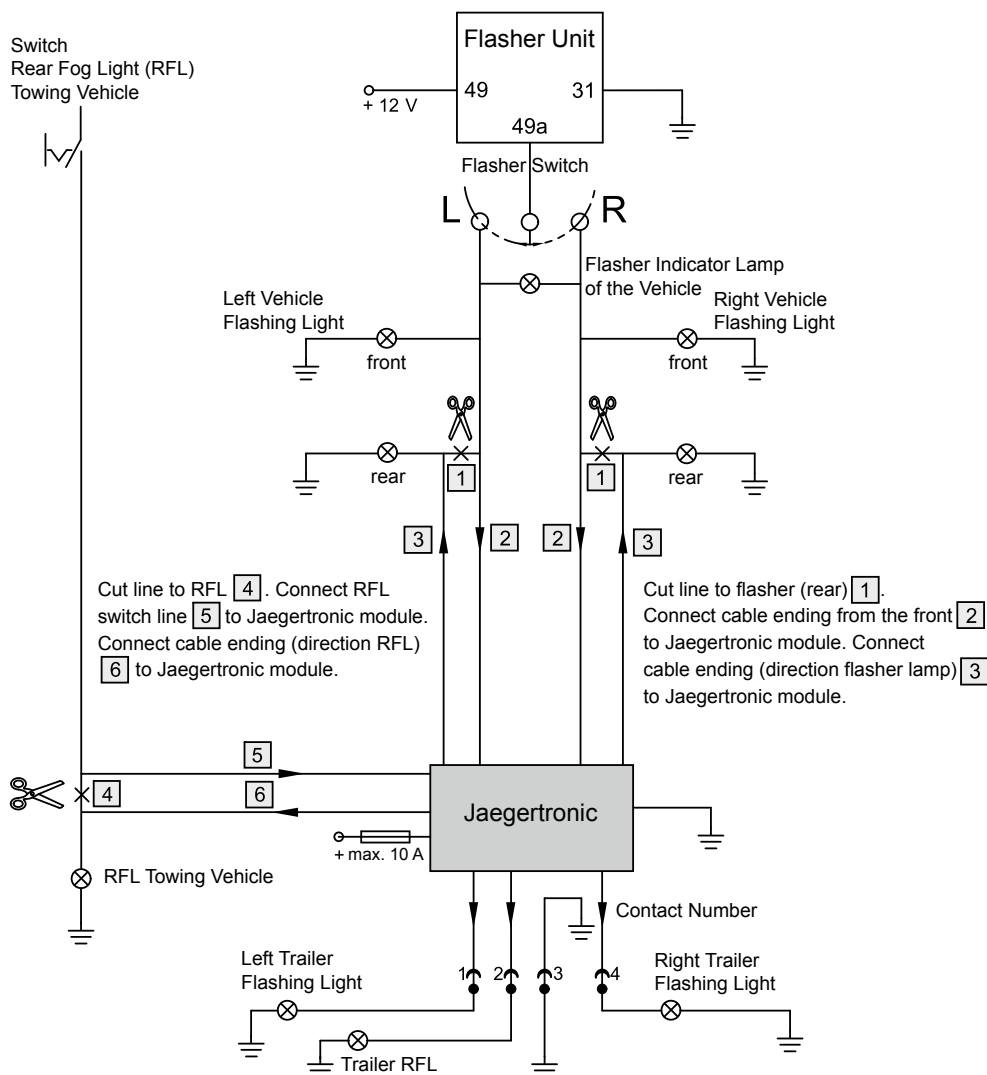 Switch
Rear Fog Light (RFL)
Towing Vehicle
Flasher Unit
49
31
49a
+ 12 V
Flasher Switch
L
R
Flasher Indicator Lamp
of the Vehicle
Left Vehicle
Flashing Light
Right Vehicle
Flashing Light
front
front
rear
rear
1
1
3
2
2
3
Cut line to RFL 4 . Connect RFL
switch line 5 to Jaegertronic module.
Connect cable ending (direction RFL)
6 to Jaegertronic module.
Cut line to flasher (rear) 1 .
Connect cable ending from the front 2
to Jaegertronic module. Connect
cable ending (direction flasher lamp) 3
to Jaegertronic module.
5
4
6
Jaegertronic
+ max. 10 A
RFL Towing Vehicle
Contact Number
Left Trailer
Flashing Light
1
2
3
4
Right Trailer
Flashing Light
Trailer RFL